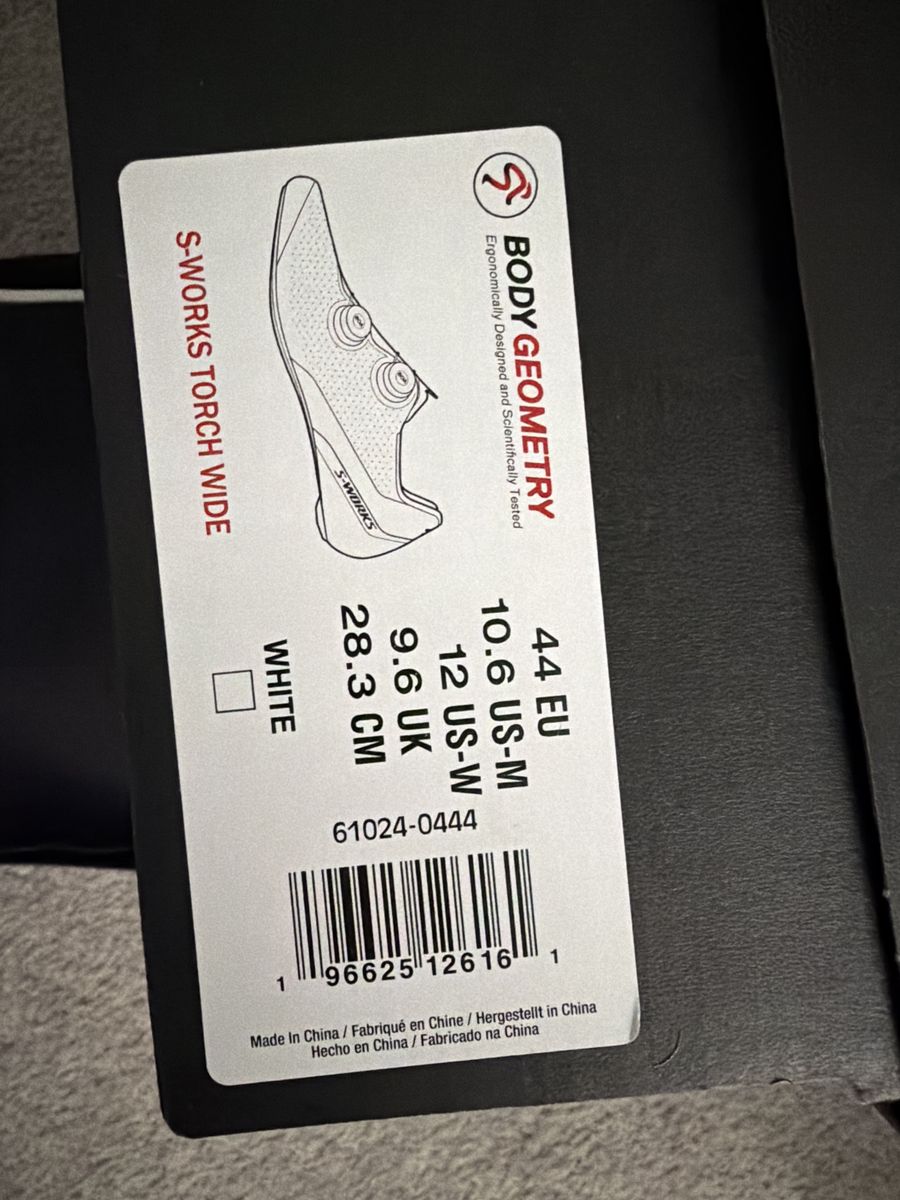 BODY GEOMETRY
Ergonomically Designed and Scientifically Tested
S-WORKS
S-WORKS TORCH WIDE
44 EU
10.6 US-M
12 US-W
9.6 UK
28.3 CM
WHITE
61024-0444
1 96625 12616 1
Made In China / Fabriqué en Chine / Hergestellt in China
Hecho en China / Fabricado na China